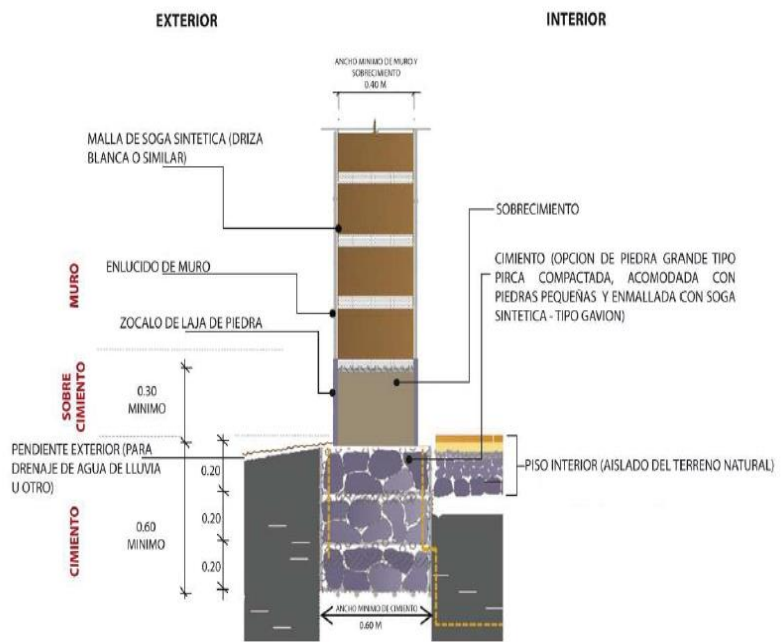 EXTERIOR
INTERIOR
ANCHO MINIMO DE MURO Y
SOBRECIMIENTO
0.40 M
MALLA DE SOGA SINTETICA (DRIZA
BLANCA O SIMILAR)
SOBRECIMIENTO
CIMIENTO (OPCION DE PIEDRA GRANDE TIPO
PIRCA COMPACTADA, ACOMODADA CON
PIEDRAS PEQUEÑAS Y ENMALLADA CON SOGA
SINTETICA - TIPO GAVION)
MURO
ENLUCIDO DE MURO
ZOCALO DE LAJA DE PIEDRA
SOBRE
CIMIENTO
0.30
MINIMO
PENDIENTE EXTERIOR (PARA
DRENAJE DE AGUA DE LLUVIA
U OTRO)
PISO INTERIOR (AISLADO DEL TERRENO NATURAL)
CIMIENTO
0.60
MINIMO
0.20
0.20
0.20
ANCHO MINIMO DE CIMIENTO
0.60 M